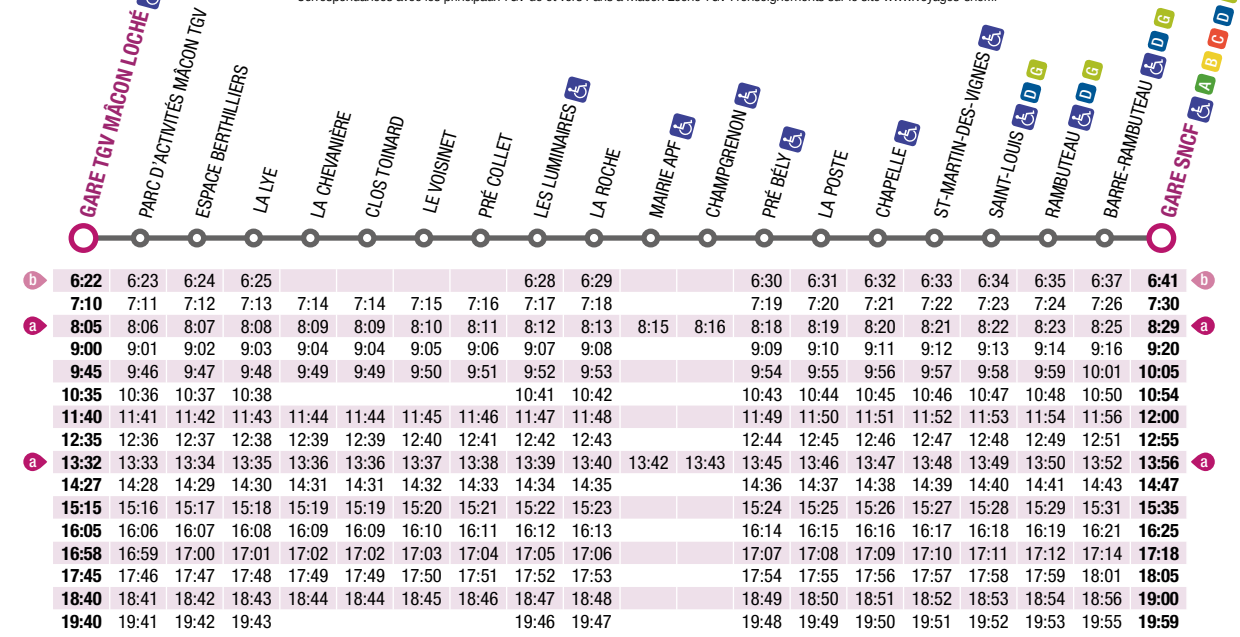 GARE TGV MÂCON LOCHÉ
PARC D'ACTIVITÉS MÂCON TGV
ESPACE BERTHILLIERS
LA LYE
LA CHEVANIÈRE
CLOS TOINARD
LE VOISINET
PRÉ COLLET
LES LUMINAIRES
LA ROCHE
MAIRIE APF
CHAMPGRENON
PRÉ BÉLY
LA POSTE
CHAPELLE
ST-MARTIN-DES-VIGNES
SAINT-LOUIS D G
RAMBUTEAU D G
BARRE-RAMBUTEAU D G
GARE SNCF A B C D
b 6:22 6:23 6:24 6:25 6:28 6:29 6:30 6:31 6:32 6:33 6:34 6:35 6:37 6:41 b
7:10 7:11 7:12 7:13 7:14 7:14 7:15 7:16 7:17 7:18 7:19 7:20 7:21 7:22 7:23 7:24 7:26 7:30
a 8:05 8:06 8:07 8:08 8:09 8:09 8:10 8:11 8:12 8:13 8:15 8:16 8:18 8:19 8:20 8:21 8:22 8:23 8:25 8:29 a
9:00 9:01 9:02 9:03 9:04 9:04 9:05 9:06 9:07 9:08 9:09 9:10 9:11 9:12 9:13 9:14 9:16 9:20
9:45 9:46 9:47 9:48 9:49 9:49 9:50 9:51 9:52 9:53 9:54 9:55 9:56 9:57 9:58 9:59 10:01 10:05
10:35 10:36 10:37 10:38 10:41 10:42 10:43 10:44 10:45 10:46 10:47 10:48 10:50 10:54
11:40 11:41 11:42 11:43 11:44 11:44 11:45 11:46 11:47 11:48 11:49 11:50 11:51 11:52 11:53 11:54 11:56 12:00
12:35 12:36 12:37 12:38 12:39 12:39 12:40 12:41 12:42 12:43 12:44 12:45 12:46 12:47 12:48 12:49 12:51 12:55
a 13:32 13:33 13:34 13:35 13:36 13:36 13:37 13:38 13:39 13:40 13:42 13:43 13:45 13:46 13:47 13:48 13:49 13:50 13:52 13:56 a
14:27 14:28 14:29 14:30 14:31 14:31 14:32 14:33 14:34 14:35 14:36 14:37 14:38 14:39 14:40 14:41 14:43 14:47
15:15 15:16 15:17 15:18 15:19 15:19 15:20 15:21 15:22 15:23 15:24 15:25 15:26 15:27 15:28 15:29 15:31 15:35
16:05 16:06 16:07 16:08 16:09 16:09 16:10 16:11 16:12 16:13 16:14 16:15 16:16 16:17 16:18 16:19 16:21 16:25
16:58 16:59 17:00 17:01 17:02 17:02 17:03 17:04 17:05 17:06 17:07 17:08 17:09 17:10 17:11 17:12 17:14 17:18
17:45 17:46 17:47 17:48 17:49 17:49 17:50 17:51 17:52 17:53 17:54 17:55 17:56 17:57 17:58 17:59 18:01 18:05
18:40 18:41 18:42 18:43 18:44 18:44 18:45 18:46 18:47 18:48 18:49 18:50 18:51 18:52 18:53 18:54 18:56 19:00
19:40 19:41 19:42 19:43 19:46 19:47 19:48 19:49 19:50 19:51 19:52 19:53 19:55 19:59